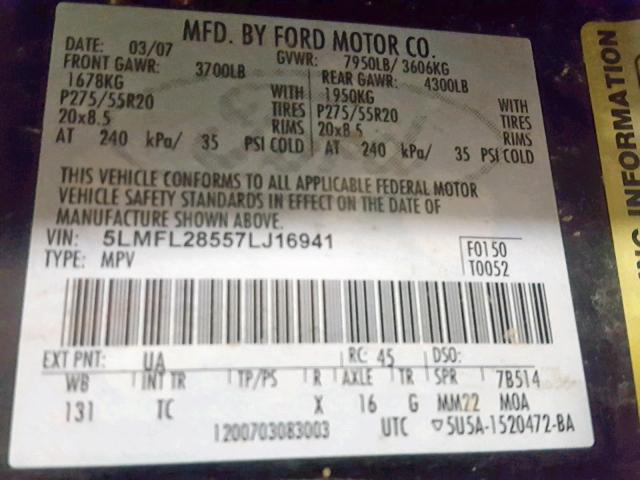 MFD. BY FORD MOTOR CO.
DATE: 03/07 GVWR: 7950LB/ 3606KG
FRONT GAWR: 3700LB REAR GAWR: 4300LB
1678KG WITH 1950KG WITH
P275/55R20 TIRES P275/55R20 TIRES
20x8.5 RIMS 20x8.5 RIMS
AT 240 kPa/ 35 PSI COLD AT 240 kPa/ 35 PSI COLD
THIS VEHICLE CONFORMS TO ALL APPLICABLE FEDERAL MOTOR
VEHICLE SAFETY STANDARDS IN EFFECT ON THE DATE OF
MANUFACTURE SHOWN ABOVE.
VIN: 5LMFL28557LJ16941 F0150
TYPE: MPV T0052
EXT PNT: UA RC: 45 DSO:
WB INT TR TP/PS R AXLE TR SPR 7B514
131 TC X 16 G MM22 MOA
1200703083003 UTC ▽5U5A-1520472-BA
INFORMATION